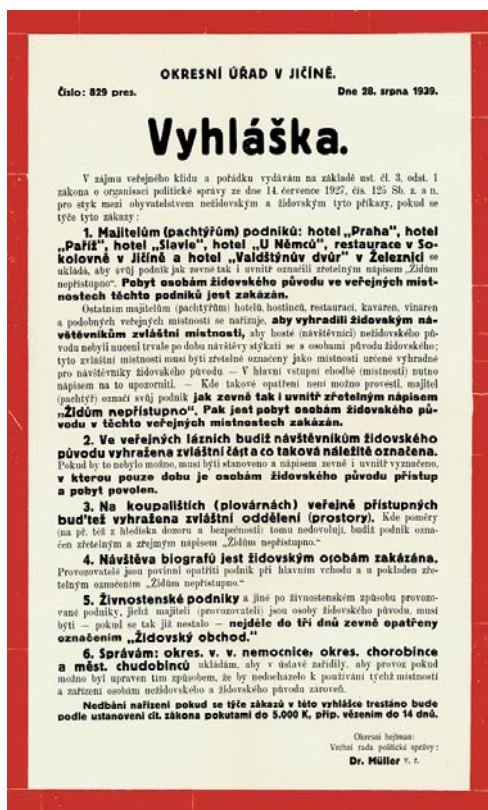 OKRESNÍ ÚŘAD V JIČÍNĚ.
Číslo: 829 pres. Dne 28. srpna 1939.
Vyhláška.
V zájmu veřejného klidu a pořádku vydávám na základě ust. čl. 3, odst. 1
zákona o organisaci politické správy ze dne 14. července 1927, čís. 125 Sb. z. a n.
pro styk mezi obyvatelstvem nežidovským a židovským tyto příkazy, pokud se
týče tyto zákazy:
1. Majitelům (pachtýřům) podniků: hotel „Praha", hotel
„Paříž", hotel „Slavie", hotel „U Němců", restaurace v So-
kolovně v Jičíně a hotel „Valdštýnův dvůr" v Železnici se
ukládá, aby svůj podnik jak zevně tak i uvnitř označili zřetelným nápisem „Židům
nepřístupno". Pobyt osobám židovského původu ve veřejných míst-
nostech těchto podniků jest zakázán.
Ostatním majitelům (pachtýřům) hotelů, hostinců, restaurací, kaváren, vináren
a podobných veřejných místností se nařizuje, aby vyhradili židovským ná-
vštěvníkům zvláštní místnosti, aby hosté (návštěvníci) nežidovského pů-
vodu nebyli nuceni trvale po dobu návštěvy stýkati se s osobami původu židovského;
tyto zvláštní místnosti musí býti zřetelně označeny jako místnosti určené výhradně
pro návštěvníky židovského původu. — V hlavní vstupní chodbě (místnosti) nutno
nápisem na to upozorniti. — Kde takové opatření není možno provésti, majitel
(pachtýř) označí svůj podnik jak zevně tak i uvnitř zřetelným nápisem
„Židům nepřístupno", Pak jest pobyt osobám židovského pů-
vodu v těchto veřejných místnostech zakázán.
2. Ve veřejných lázních budiž návštěvníkům židovského
původu vyhražena zvláštní část a co taková náležitě označena.
Pokud by to nebylo možno, musí býti stanoveno a nápisem zevně i uvnitř vyznačeno,
v kterou pouze dobu je osobám židovského původu přístup
a pobyt povolen.
3. Na koupalištích (plovárnách) veřejně přístupných
buď'tež vyhražena zvláštní oddělení (prostory). Kde poměry
(na př. též z hlediska dozoru a bezpečnosti) tomu nedovolují, budiž podnik ozna-
čen zřetelným a zřejmým nápisem „Židům nepřístupno."
4. Návštěva biografů jest židovským osobám zakázána.
Provozovatelé jsou povinni opatřiti podnik při hlavním vchodu a u pokladen zře-
telným označením „Židům nepřístupno."
5. Živnostenské podniky a jiné po živnostenském způsobu provozo-
vané podniky, jichž majiteli (provozovateli) jsou osoby židovského původu, musí
býti — pokud se tak již nestalo — nejdéle do tří dnů zevně opatřeny
označením „Židovský obchod."
6. Správám: okres. v. v. nemocnice, okres. chorobince
a měst. chudobinců ukládám, aby v ústavě zařídily, aby provoz pokud
možno byl upraven tím způsobem, že by nedocházelo k používání týchž místností
a zařízení osobám nežidovského a židovského původu zároveň.
Nedbání nařízení pokud se týče zákazů v této vyhlášce trestáno bude
podle ustanovení cit. zákona pokutami do 5.000 K, příp. vězením do 14 dnů.
Okresní hejtman:
Vrchní rada politické správy:
Dr. Müller v. r.